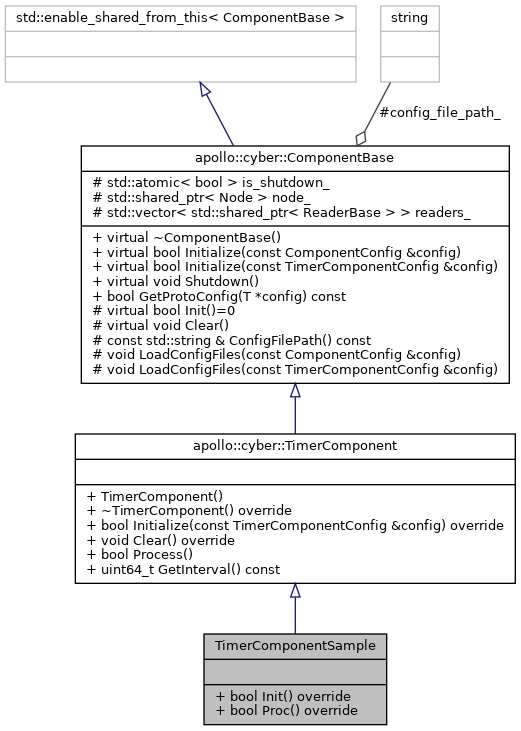 std::enable_shared_from_this< ComponentBase >
string
#config_file_path_
apollo::cyber::ComponentBase
# std::atomic< bool > is_shutdown_
# std::shared_ptr< Node > node_
# std::vector< std::shared_ptr< ReaderBase > > readers_
+ virtual ~ComponentBase()
+ virtual bool Initialize(const ComponentConfig &config)
+ virtual bool Initialize(const TimerComponentConfig &config)
+ virtual void Shutdown()
+ bool GetProtoConfig(T *config) const
# virtual bool Init()=0
# virtual void Clear()
# const std::string & ConfigFilePath() const
# void LoadConfigFiles(const ComponentConfig &config)
# void LoadConfigFiles(const TimerComponentConfig &config)
apollo::cyber::TimerComponent
+ TimerComponent()
+ ~TimerComponent() override
+ bool Initialize(const TimerComponentConfig &config) override
+ void Clear() override
+ bool Process()
+ uint64_t GetInterval() const
TimerComponentSample
+ bool Init() override
+ bool Proc() override